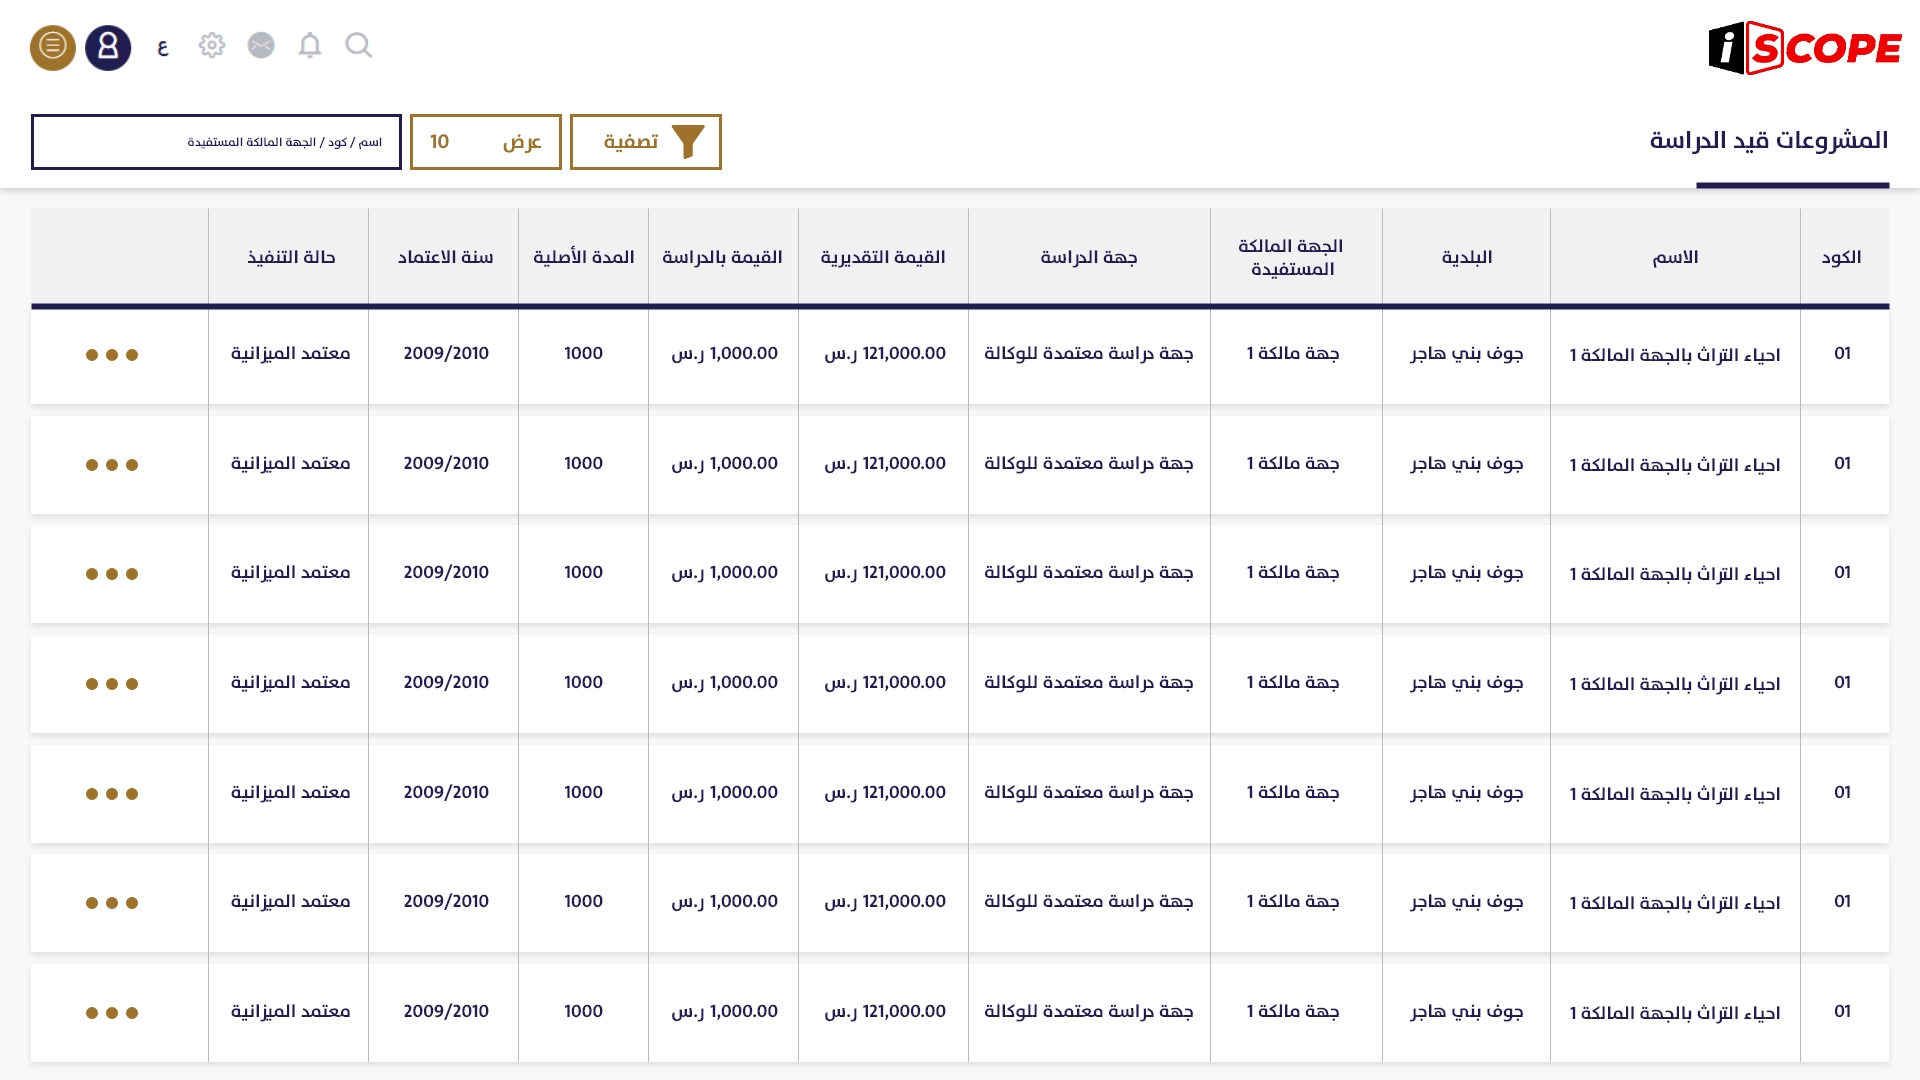 iSCOPE
ع
المشروعات قيد الدراسة
تصفية
عرض 10
اسم / كود / الجهة المالكة المستفيدة
الكود الاسم البلدية الجهة المالكة المستفيدة جهة الدراسة القيمة التقديرية القيمة بالدراسة المدة الأصلية سنة الاعتماد حالة التنفيذ
01 احياء التراث بالجهة المالكة 1 جوف بني هاجر جهة مالكة 1 جهة دراسة معتمدة للوكالة 121,000.00 ر.س 1,000.00 ر.س 1000 2009/2010 معتمد الميزانية
01 احياء التراث بالجهة المالكة 1 جوف بني هاجر جهة مالكة 1 جهة دراسة معتمدة للوكالة 121,000.00 ر.س 1,000.00 ر.س 1000 2009/2010 معتمد الميزانية
01 احياء التراث بالجهة المالكة 1 جوف بني هاجر جهة مالكة 1 جهة دراسة معتمدة للوكالة 121,000.00 ر.س 1,000.00 ر.س 1000 2009/2010 معتمد الميزانية
01 احياء التراث بالجهة المالكة 1 جوف بني هاجر جهة مالكة 1 جهة دراسة معتمدة للوكالة 121,000.00 ر.س 1,000.00 ر.س 1000 2009/2010 معتمد الميزانية
01 احياء التراث بالجهة المالكة 1 جوف بني هاجر جهة مالكة 1 جهة دراسة معتمدة للوكالة 121,000.00 ر.س 1,000.00 ر.س 1000 2009/2010 معتمد الميزانية
01 احياء التراث بالجهة المالكة 1 جوف بني هاجر جهة مالكة 1 جهة دراسة معتمدة للوكالة 121,000.00 ر.س 1,000.00 ر.س 1000 2009/2010 معتمد الميزانية
01 احياء التراث بالجهة المالكة 1 جوف بني هاجر جهة مالكة 1 جهة دراسة معتمدة للوكالة 121,000.00 ر.س 1,000.00 ر.س 1000 2009/2010 معتمد الميزانية